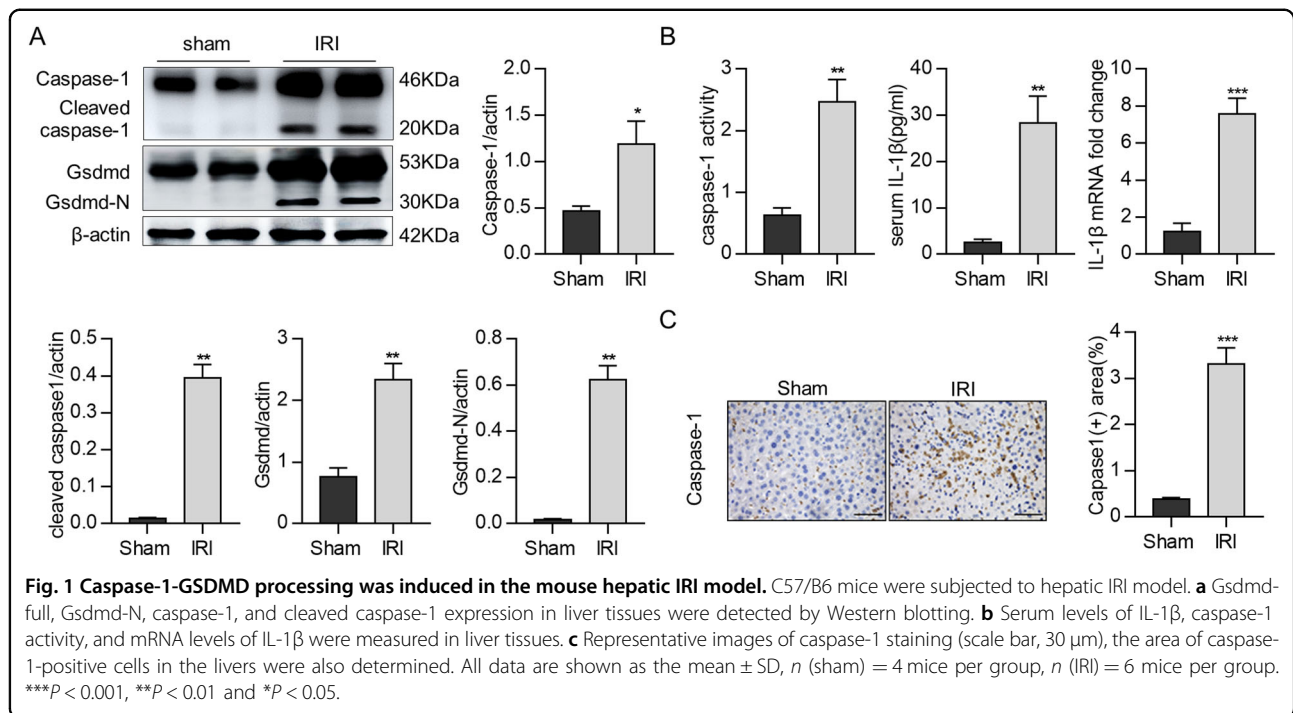 A
sham IRI
Caspase-1 46KDa
Cleaved
caspase-1 20KDa
Gsdmd 53KDa
Gsdmd-N 30KDa
β-actin 42KDa
Caspase-1/actin
2.0
1.5
1.0
0.5
0.0
*
Sham IRI
B
caspase-1 activity
3
2
1
0
**
Sham IRI
serum IL-1β(pg/ml)
40
30
20
10
0
**
Sham IRI
IL-1β mRNA fold change
10
8
6
4
2
0
***
Sham IRI
cleaved caspase1/actin
0.5
0.4
0.3
0.2
0.1
0.0
**
Sham IRI
Gsdmd/actin
3
2
1
0
**
Sham IRI
Gsdmd-N/actin
0.8
0.6
0.4
0.2
0.0
**
Sham IRI
C
Sham IRI
Caspase-1
Capase1(+) area(%)
4
3
2
1
0
***
Sham IRI
Fig. 1 Caspase-1-GSDMD processing was induced in the mouse hepatic IRI model. C57/B6 mice were subjected to hepatic IRI model. a Gsdmd-
full, Gsdmd-N, caspase-1, and cleaved caspase-1 expression in liver tissues were detected by Western blotting. b Serum levels of IL-1β, caspase-1
activity, and mRNA levels of IL-1β were measured in liver tissues. c Representative images of caspase-1 staining (scale bar, 30 μm), the area of caspase-
1-positive cells in the livers were also determined. All data are shown as the mean ± SD, n (sham) = 4 mice per group, n (IRI) = 6 mice per group.
***P < 0.001, **P < 0.01 and *P < 0.05.